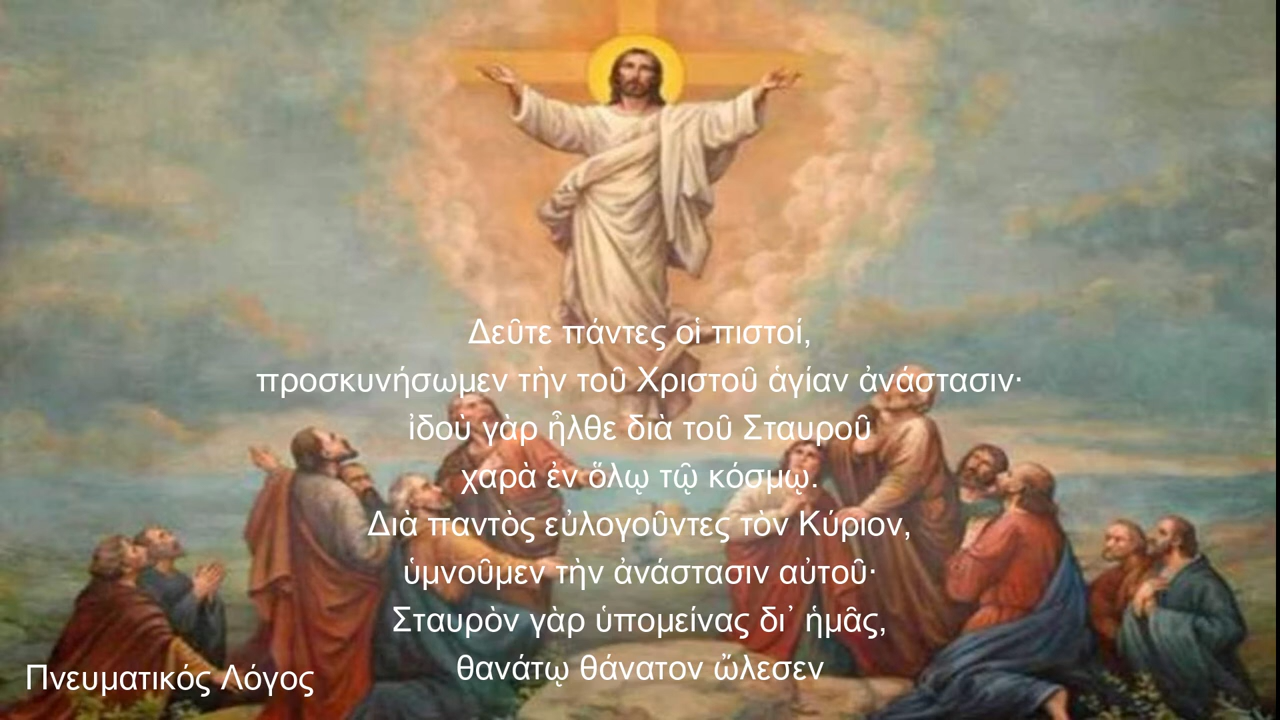 Δεῦτε πάντες οἱ πιστοί,
προσκυνήσωμεν τὴν τοῦ Χριστοῦ ἁγίαν ἀνάστασιν·
ἰδοὺ γὰρ ἦλθε διὰ τοῦ Σταυροῦ
χαρὰ ἐν ὅλῳ τῷ κόσμῳ.
Διὰ παντὸς εὐλογοῦντες τὸν Κύριον,
ὑμνοῦμεν τὴν ἀνάστασιν αὐτοῦ·
Σταυρὸν γὰρ ὑπομείνας δι᾽ ἡμᾶς,
θανάτῳ θάνατον ὤλεσεν
Πνευματικός Λόγος